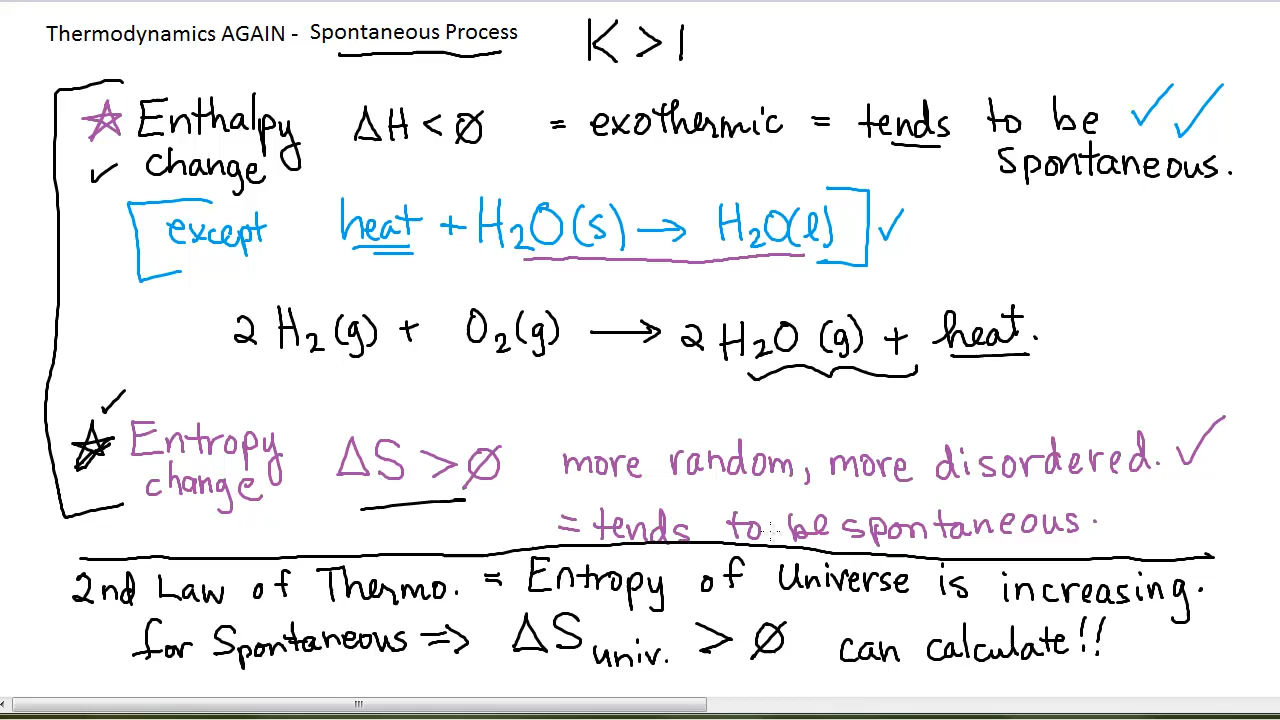 Thermodynamics AGAIN - Spontaneous Process K > 1
Enthalpy ΔH < ∅ = exothermic = tends to be
change spontaneous.
except heat + H₂O(s) → H₂O(l)
2 H₂(g) + O₂(g) → 2 H₂O (g) + heat.
Entropy ΔS > ∅ more random, more disordered.
change = tends to be spontaneous.
2nd Law of Thermo. = Entropy of Universe is increasing.
for Spontaneous => ΔS univ. > ∅ can calculate!!